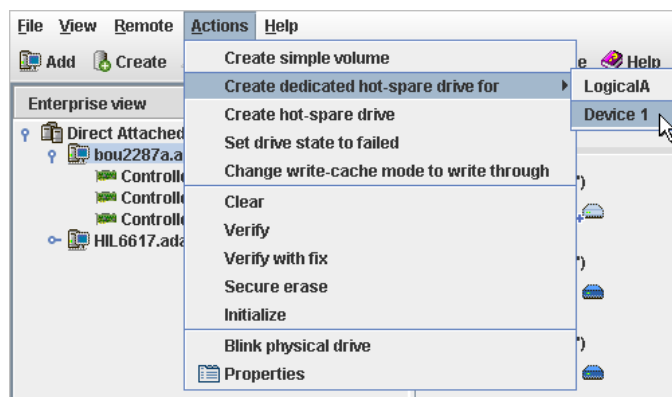 File View Remote Actions Help
Add Create
Help
Enterprise view
Direct Attached
bou2287a.a
Controlle
Controlle
Controlle
HIL6617.ada
Create simple volume
Create dedicated hot-spare drive for
Create hot-spare drive
Set drive state to failed
Change write-cache mode to write through
Clear
Verify
Verify with fix
Secure erase
Initialize
Blink physical drive
Properties
LogicalA
Device 1
")
")
")